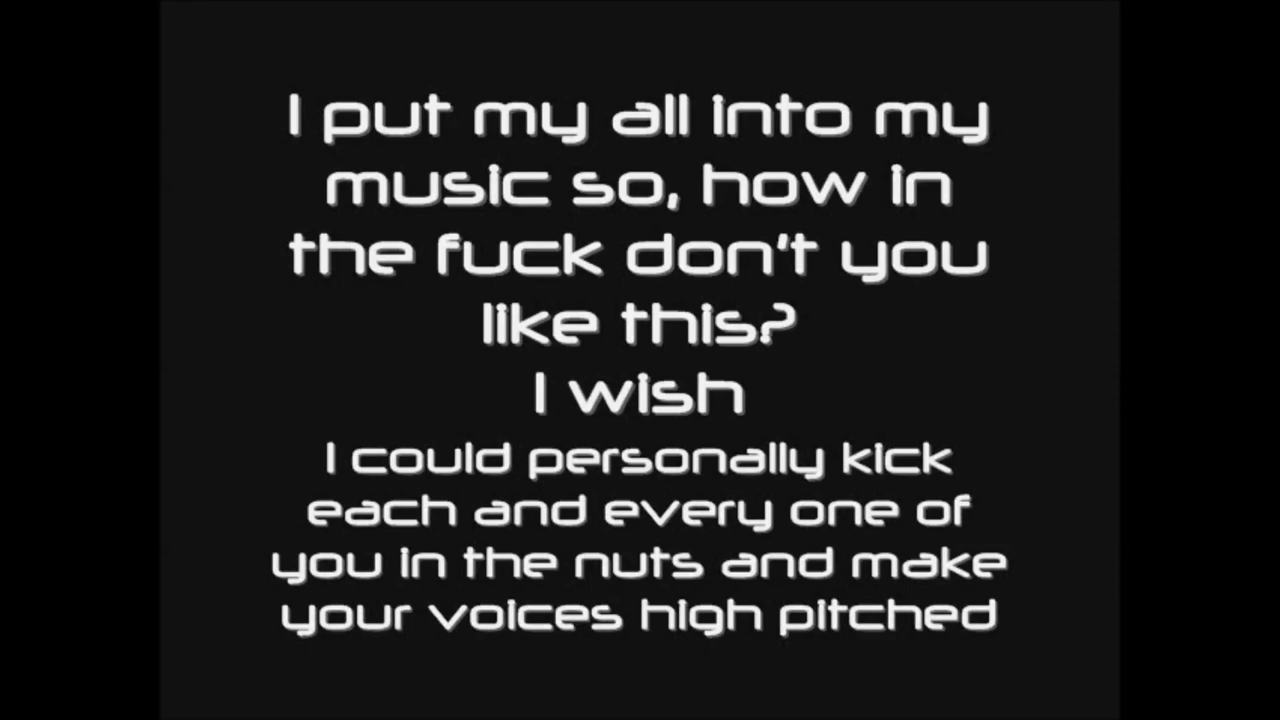 I put my all into my
music so, how in
the fuck don't you
like this?
I wish
I could personally kick
each and every one of
you in the nuts and make
your voices high pitched